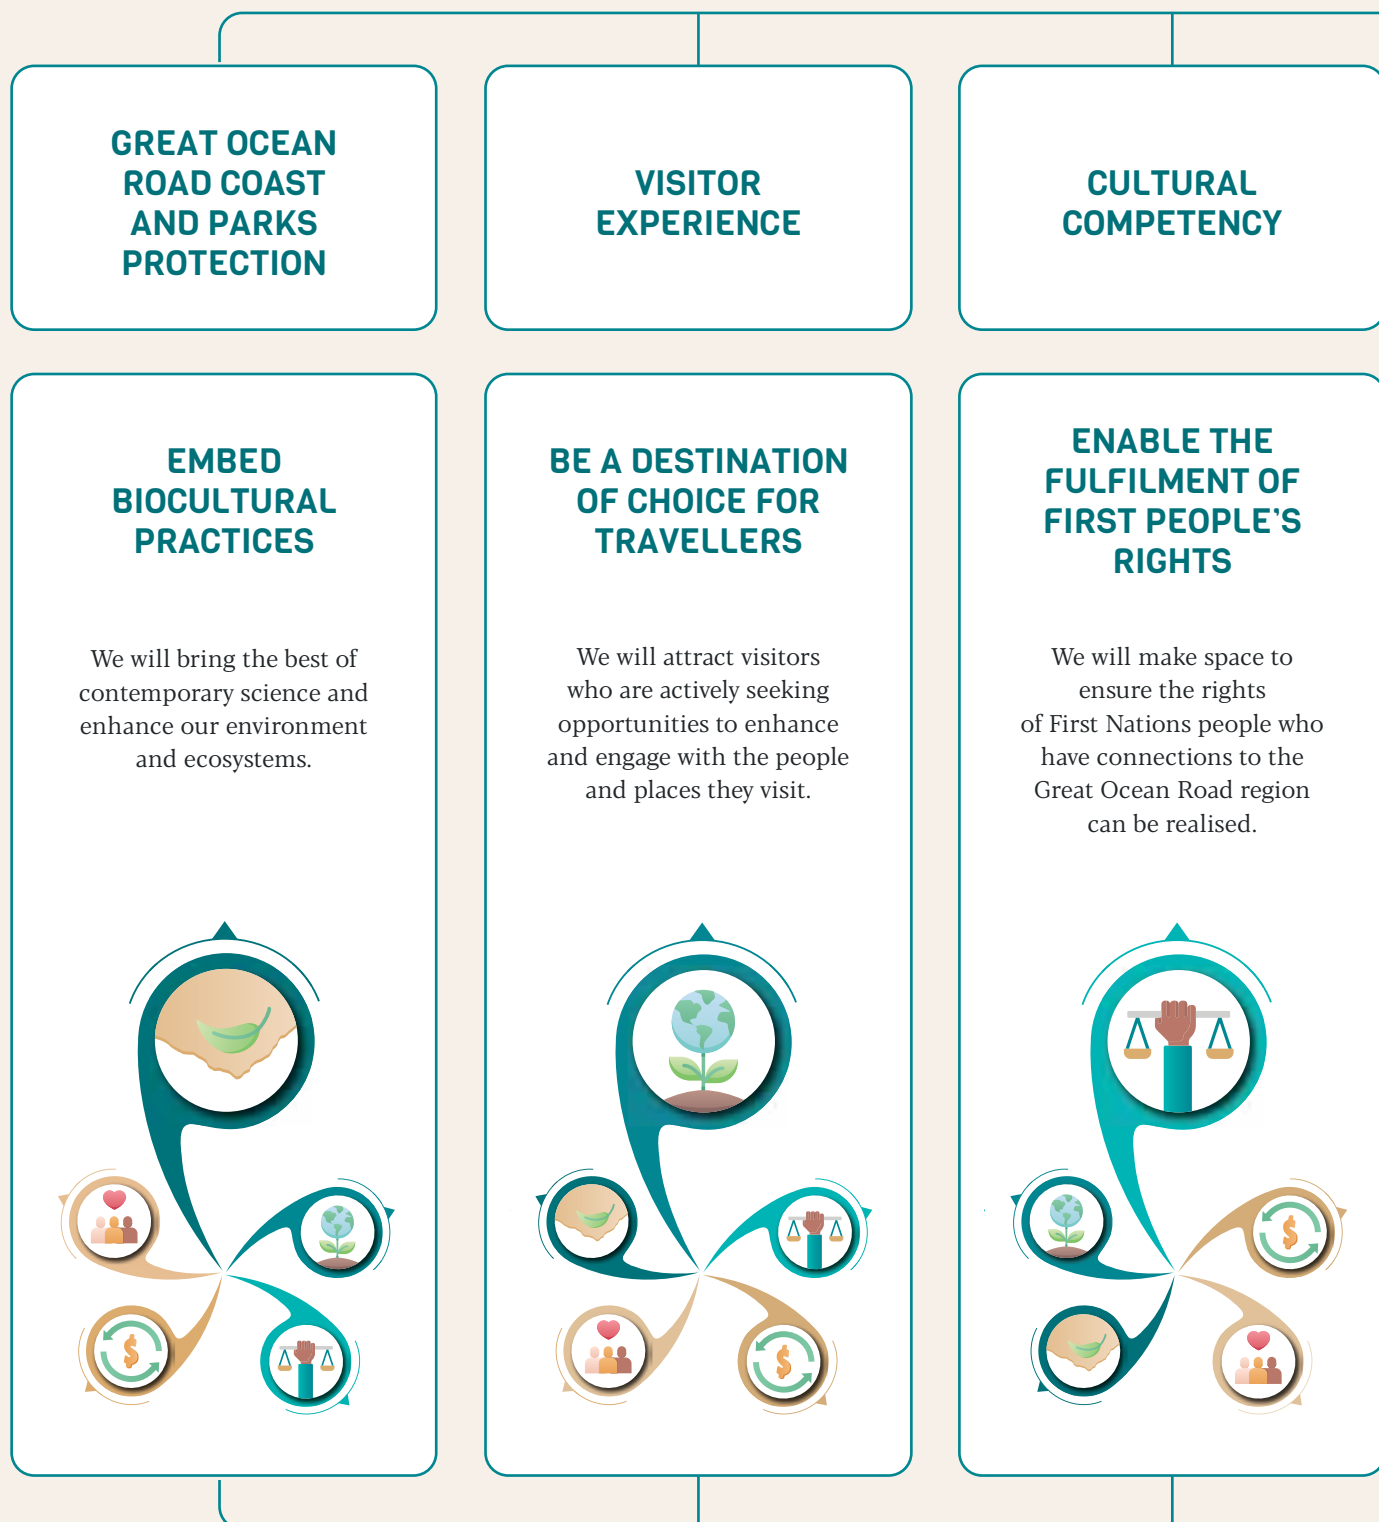 GREAT OCEAN
ROAD COAST
AND PARKS
PROTECTION
VISITOR
EXPERIENCE
CULTURAL
COMPETENCY
EMBED
BIOCULTURAL
PRACTICES
We will bring the best of
contemporary science and
enhance our environment
and ecosystems.
BE A DESTINATION
OF CHOICE FOR
TRAVELLERS
We will attract visitors
who are actively seeking
opportunities to enhance
and engage with the people
and places they visit.
ENABLE THE
FULFILMENT OF
FIRST PEOPLE’S
RIGHTS
We will make space to
ensure the rights
of First Nations people who
have connections to the
Great Ocean Road region
can be realised.
$
$
$